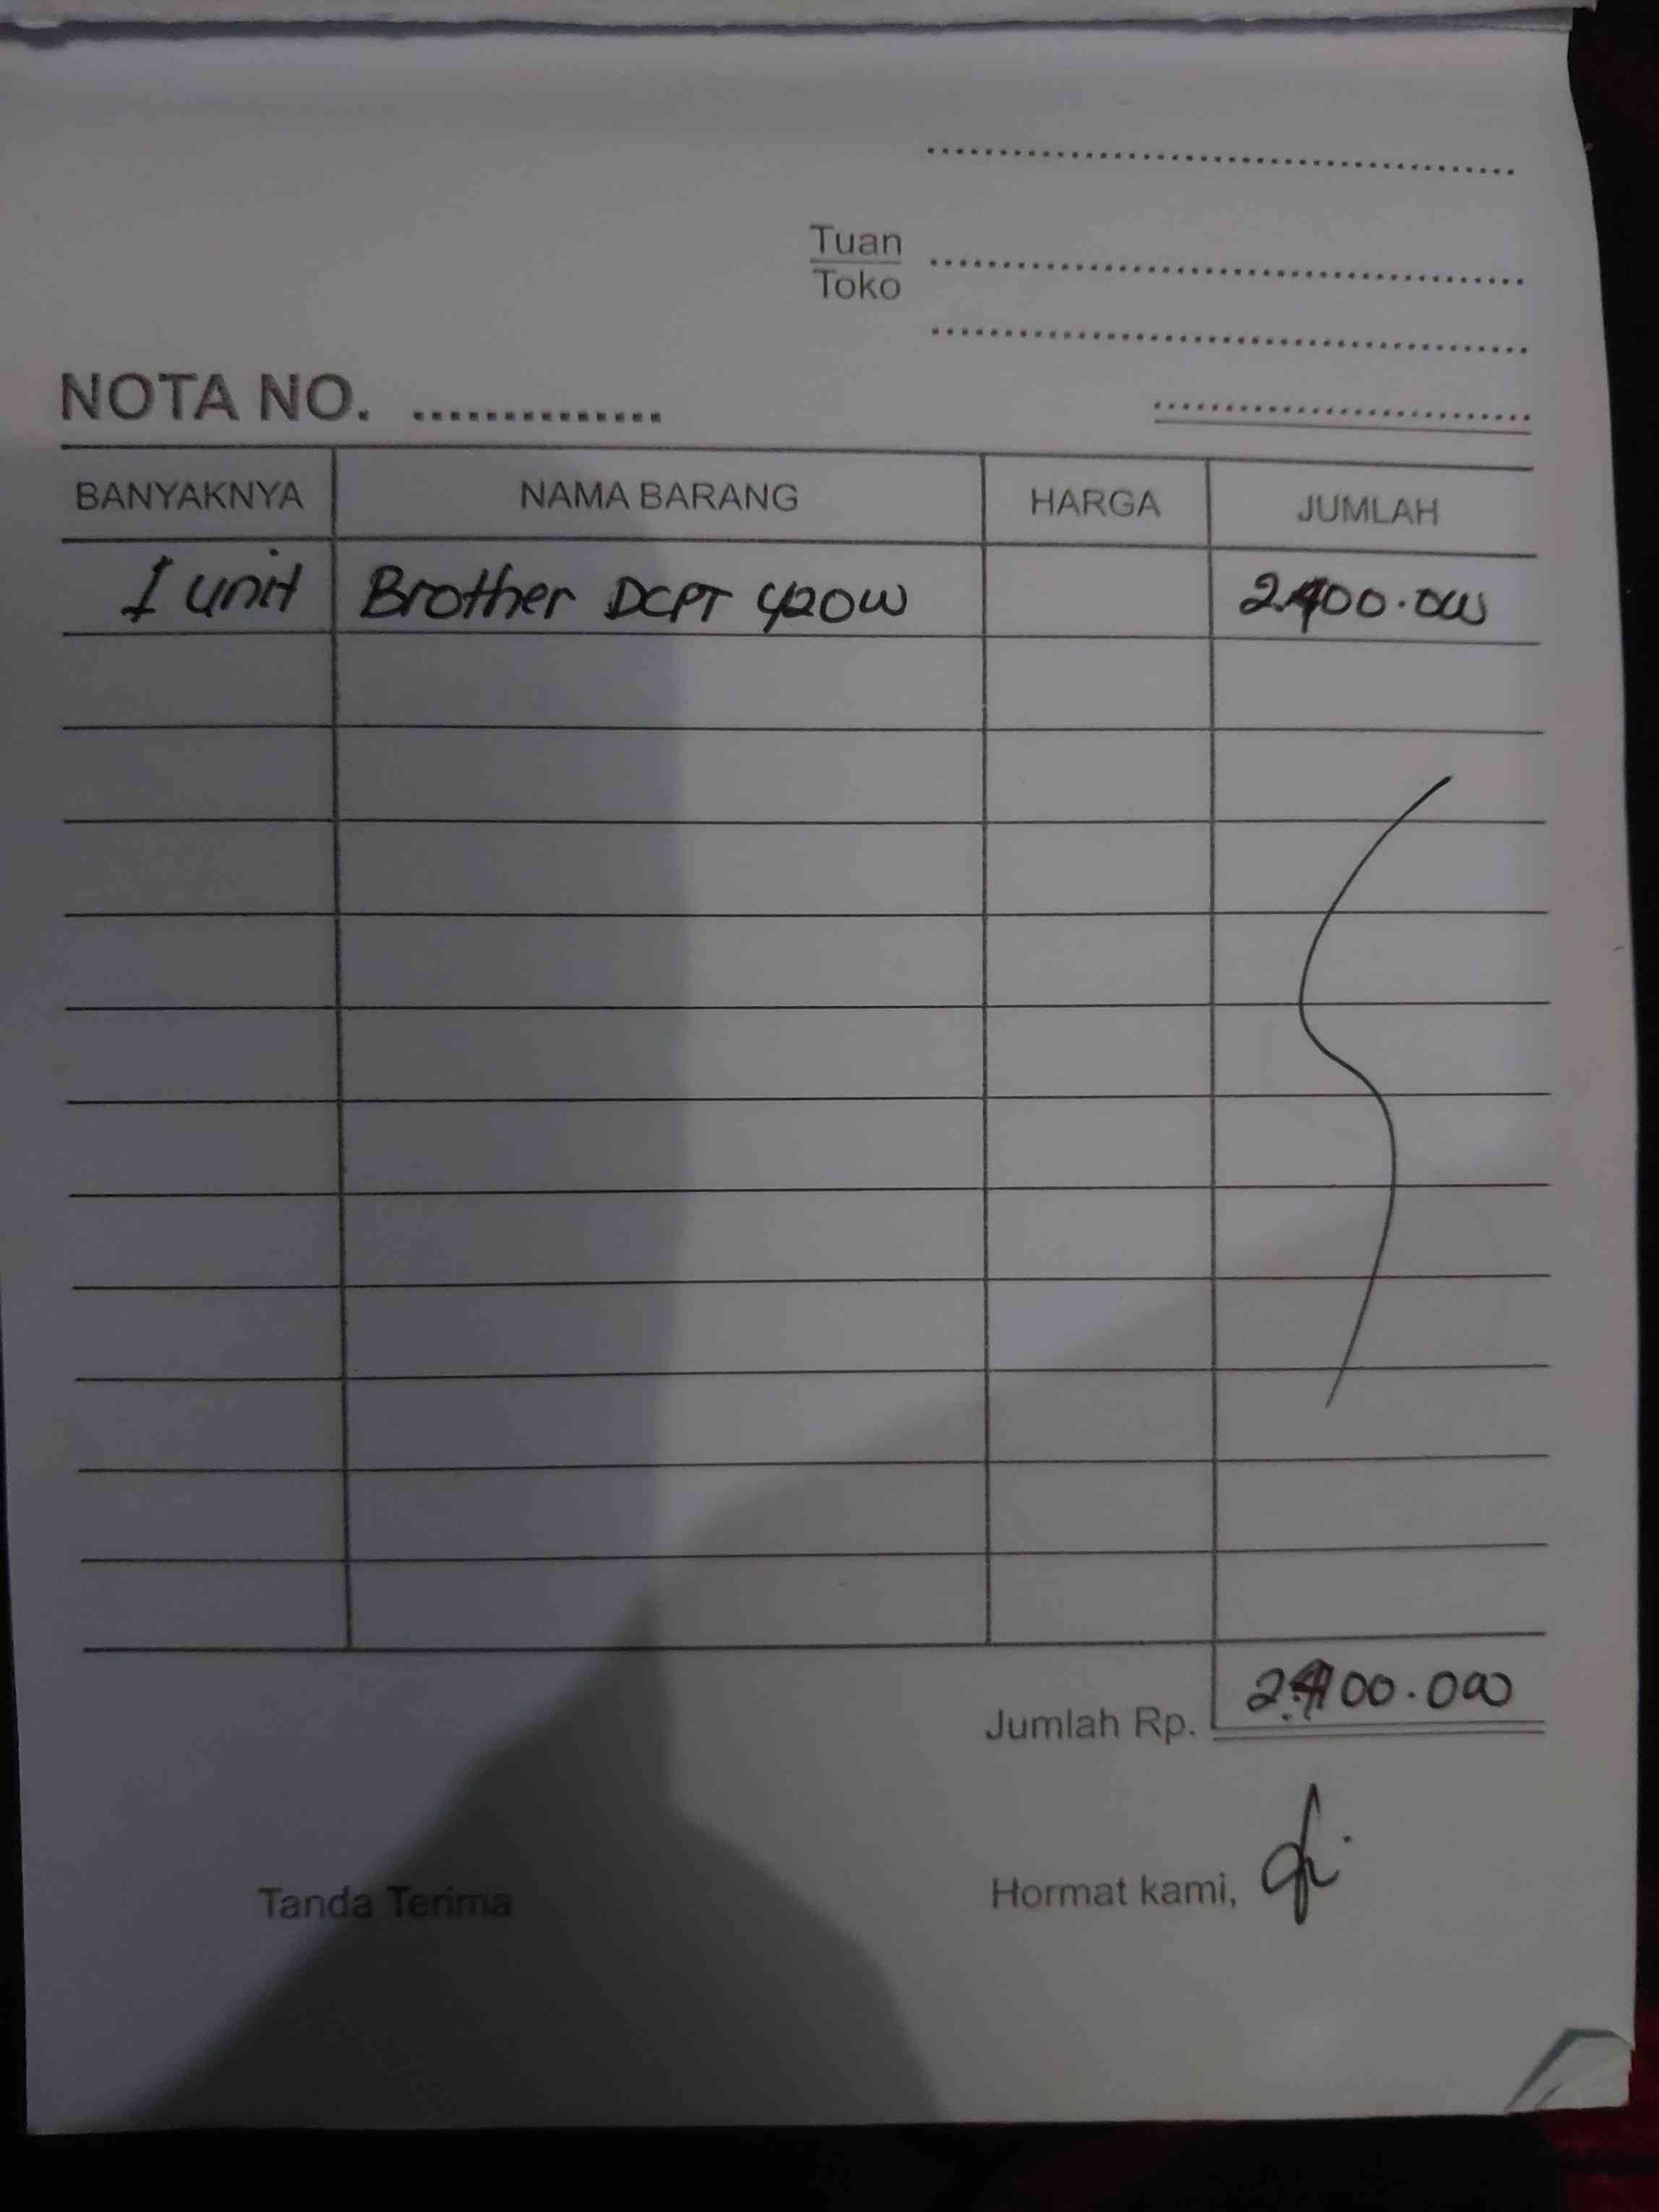 Tuan
Toko
NOTA NO. ..............
BANYAKNYA NAMA BARANG HARGA JUMLAH
1 unit Brother DCPT 420W 2.400.000
Jumlah Rp. 2.400.000
Tanda Terima Hormat kami,